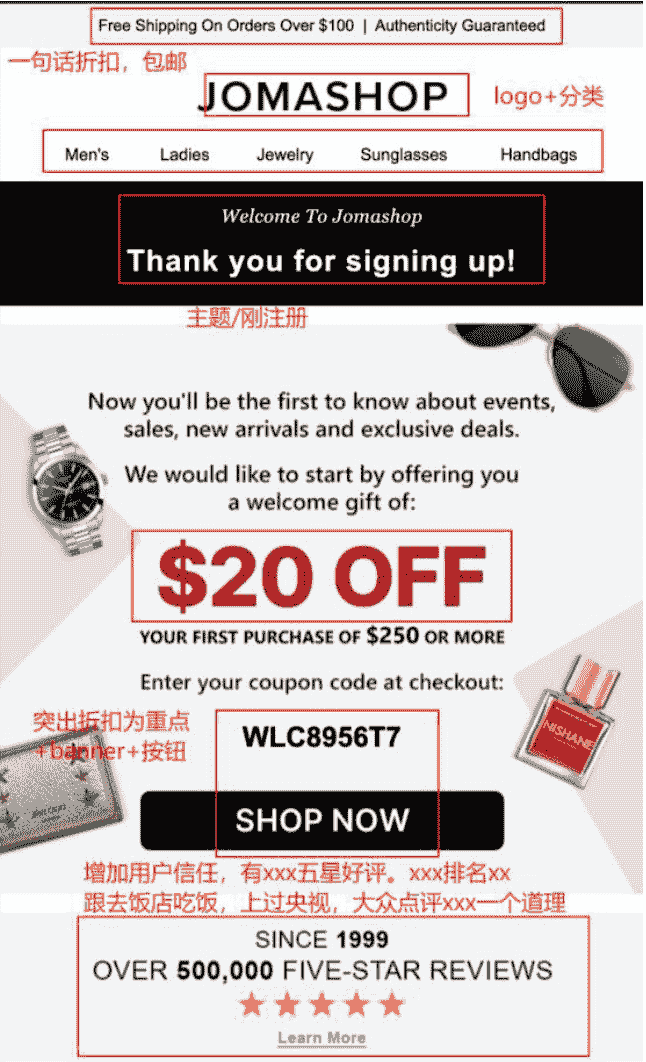 Free Shipping On Orders Over $100 | Authenticity Guaranteed
一句话折扣，包邮
JOMASHOP
logo+分类
Men's Ladies Jewelry Sunglasses Handbags
Welcome To Jomashop
Thank you for signing up!
主题/刚注册
Now you'll be the first to know about events,
sales, new arrivals and exclusive deals.
We would like to start by offering you
a welcome gift of:
$20 OFF
YOUR FIRST PURCHASE OF $250 OR MORE
Enter your coupon code at checkout:
突出折扣为重点
+banner+按钮
WLC8956T7
NISHANE
SHOP NOW
增加用户信任，有xxx五星好评。xxx排名xx
跟去饭店吃饭，上过央视，大众点评xxx一个道理
SINCE 1999
OVER 500,000 FIVE-STAR REVIEWS
Learn More